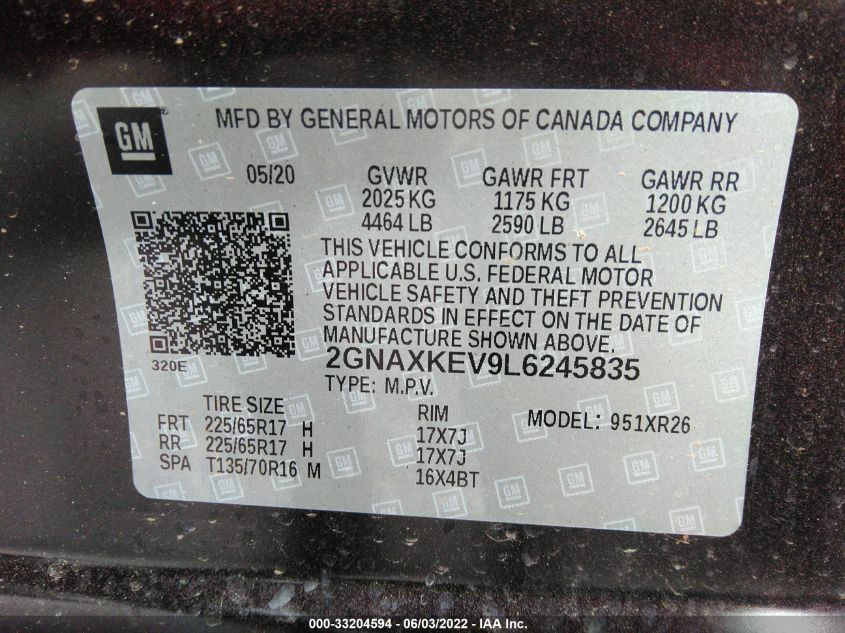 GM
MFD BY GENERAL MOTORS OF CANADA COMPANY
05/20 GVWR GAWR FRT GAWR RR
2025 KG 1175 KG 1200 KG
4464 LB 2590 LB 2645 LB
THIS VEHICLE CONFORMS TO ALL
APPLICABLE U.S. FEDERAL MOTOR
VEHICLE SAFETY AND THEFT PREVENTION
STANDARDS IN EFFECT ON THE DATE OF
MANUFACTURE SHOWN ABOVE.
320E 2GNAXKEV9L6245835
TYPE: M.P.V.
TIRE SIZE RIM MODEL: 951XR26
FRT 225/65R17 H 17X7J
RR 225/65R17 H 17X7J
SPA T135/70R16 M 16X4BT
000-33204594 - 06/03/2022 - IAA Inc.